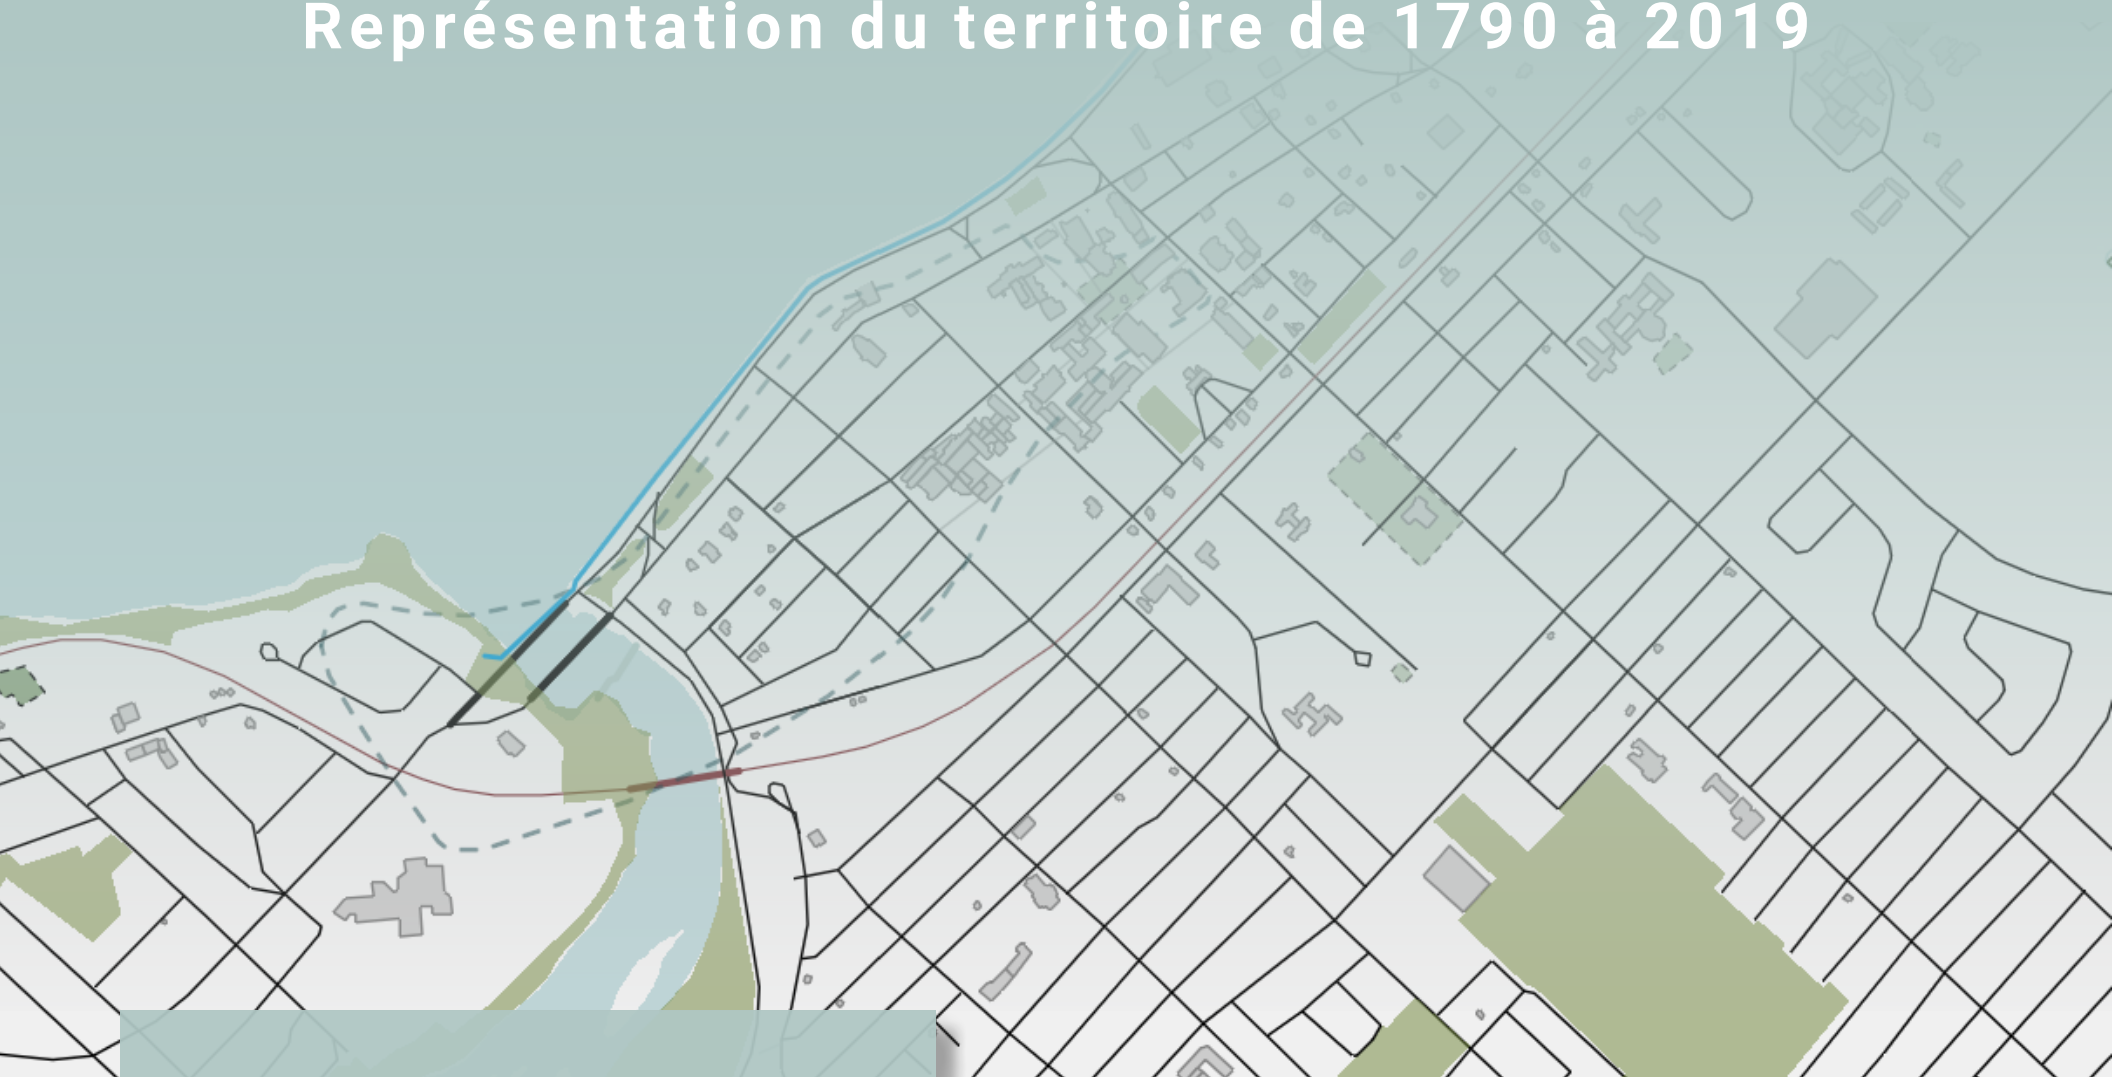 Représentation du territoire de 1790 à 2019